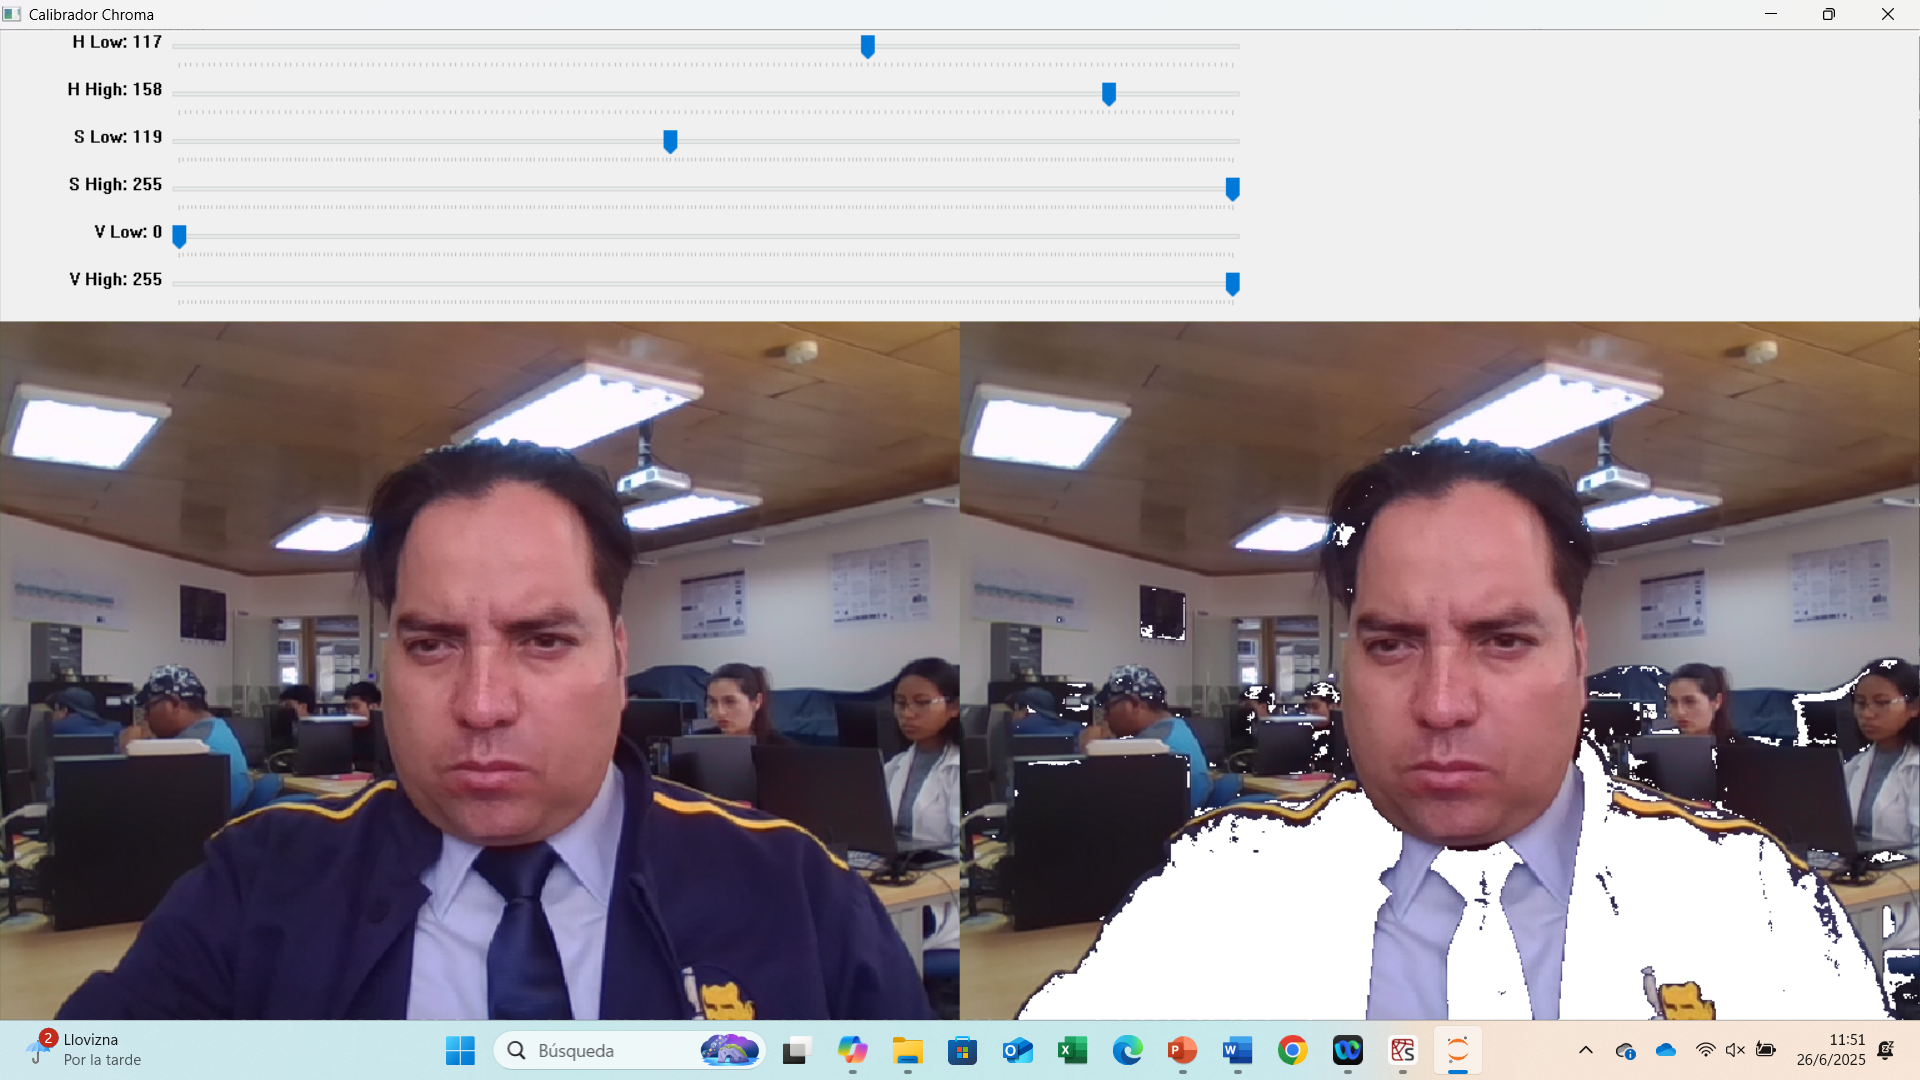 Calibrador Chroma
H Low: 117
H High: 158
S Low: 119
S High: 255
V Low: 0
V High: 255
2
Llovizna
Por la tarde
Búsqueda
11:51
26/6/2025